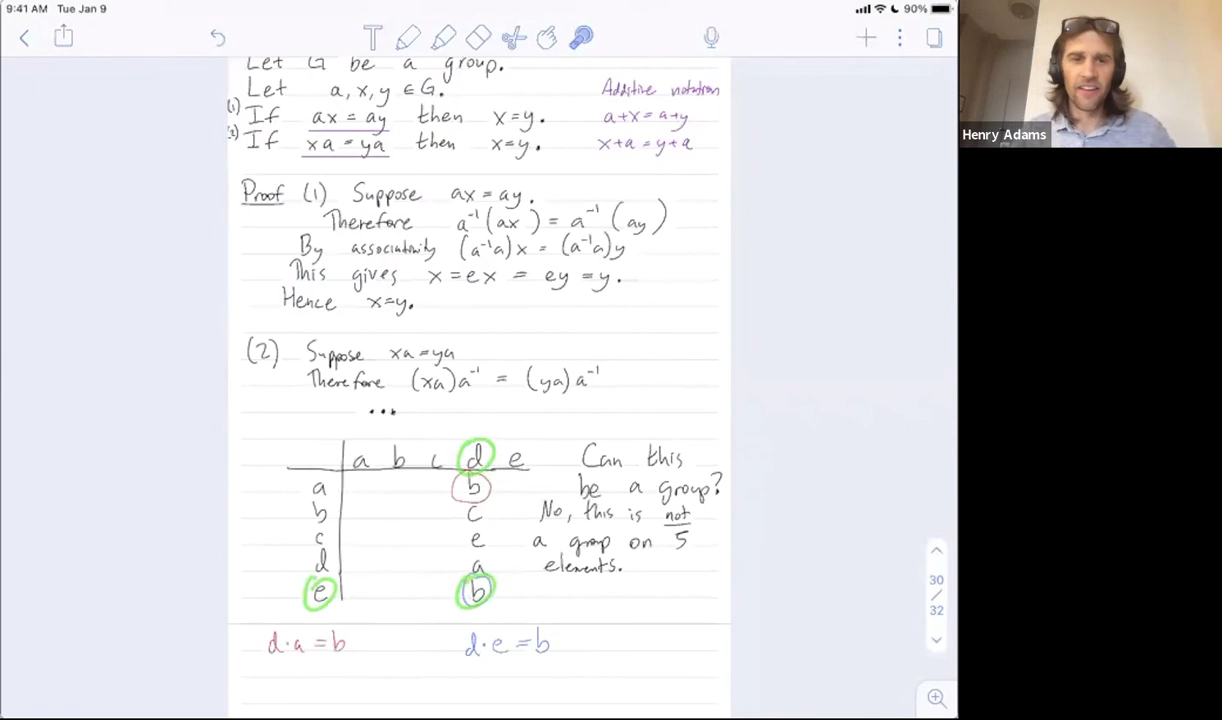 9:41 AM Tue Jan 9
90%
Let G be a group.
Let a, x, y ∈ G.
Additive notation
(1) If ax = ay then x=y.
a+x = a+y
(2) If xa = ya then x=y.
x+a = y+a
Henry Adams
Proof (1) Suppose ax = ay.
Therefore a⁻¹(ax) = a⁻¹(ay)
By associativity (a⁻¹a)x = (a⁻¹a)y
This gives x = ex = ey = y.
Hence x=y.
(2) Suppose xa = ya
Therefore (xa)a⁻¹ = (ya)a⁻¹
...
a b c d e
a b
b c
c e
d a
e b
Can this
be a group?
No, this is not
a group on 5
elements.
30
/
32
d·a = b
d·e = b